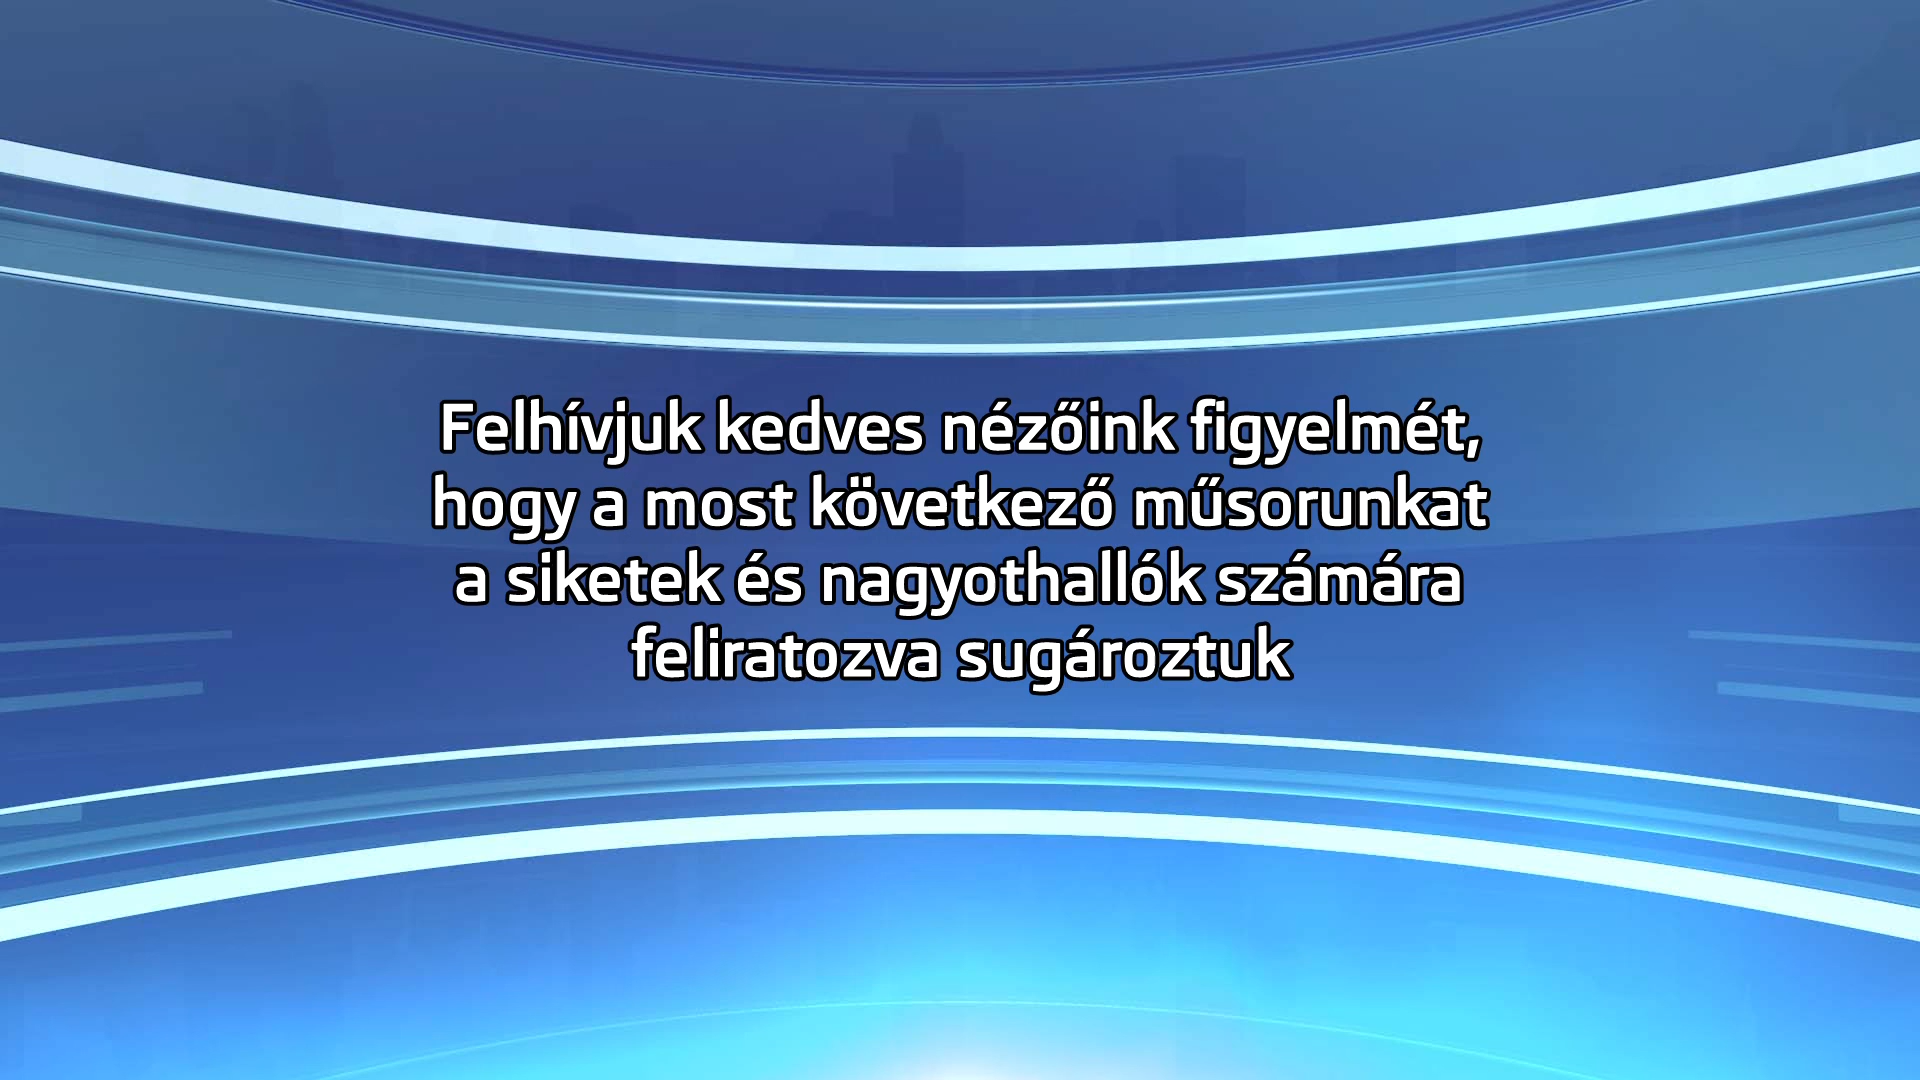 Felhívjuk kedves nézőink figyelmét,
hogy a most következő műsorunkat
a siketek és nagyothallók számára
feliratozva sugároztuk